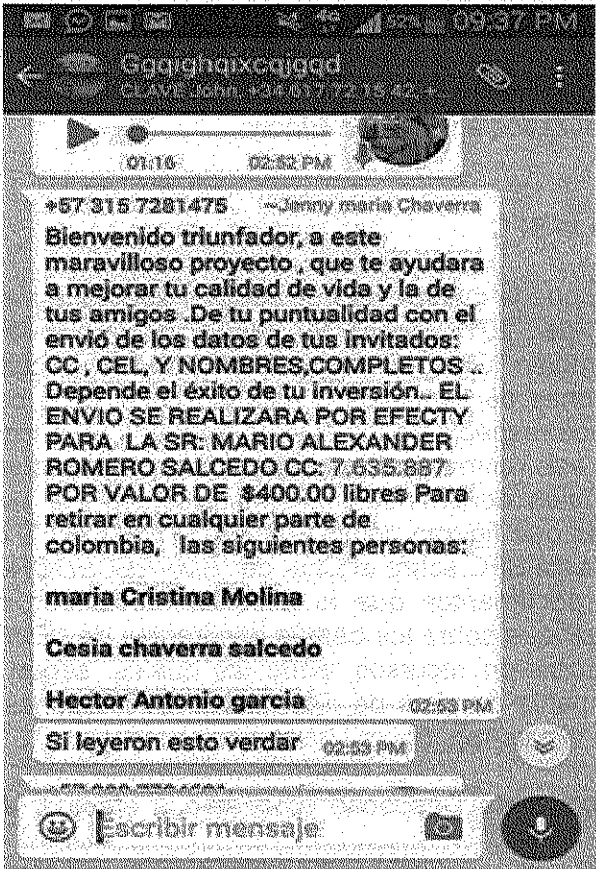 52% 09:37 PM
Ggqighqixcqjgqd
01:16 02:52 PM
+57 315 7281475 ~Jenny maria Chaverra
Bienvenido triunfador, a este
maravilloso proyecto , que te ayudara
a mejorar tu calidad de vida y la de
tus amigos .De tu puntualidad con el
envió de los datos de tus invitados:
CC , CEL, Y NOMBRES,COMPLETOS ..
Depende el éxito de tu inversión.. EL
ENVIO SE REALIZARA POR EFECTY
PARA LA SR: MARIO ALEXANDER
ROMERO SALCEDO CC: 7.635.887
POR VALOR DE $400.00 libres Para
retirar en cualquier parte de
colombia, las siguientes personas:
maria Cristina Molina
Cesia chaverra salcedo
Hector Antonio garcia 02:53 PM
Si leyeron esto verdar 02:53 PM
Escribir mensaje